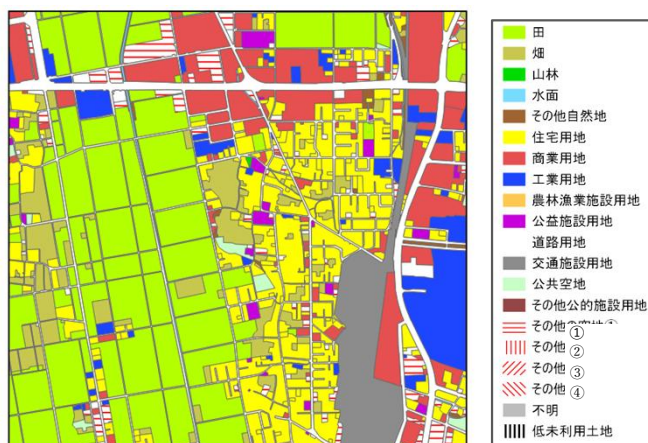 田
畑
山林
水面
その他自然地
住宅用地
商業用地
工業用地
農林漁業施設用地
公益施設用地
道路用地
交通施設用地
公共空地
その他公的施設用地
その他 ①
その他 ②
その他 ③
その他 ④
不明
低未利用土地